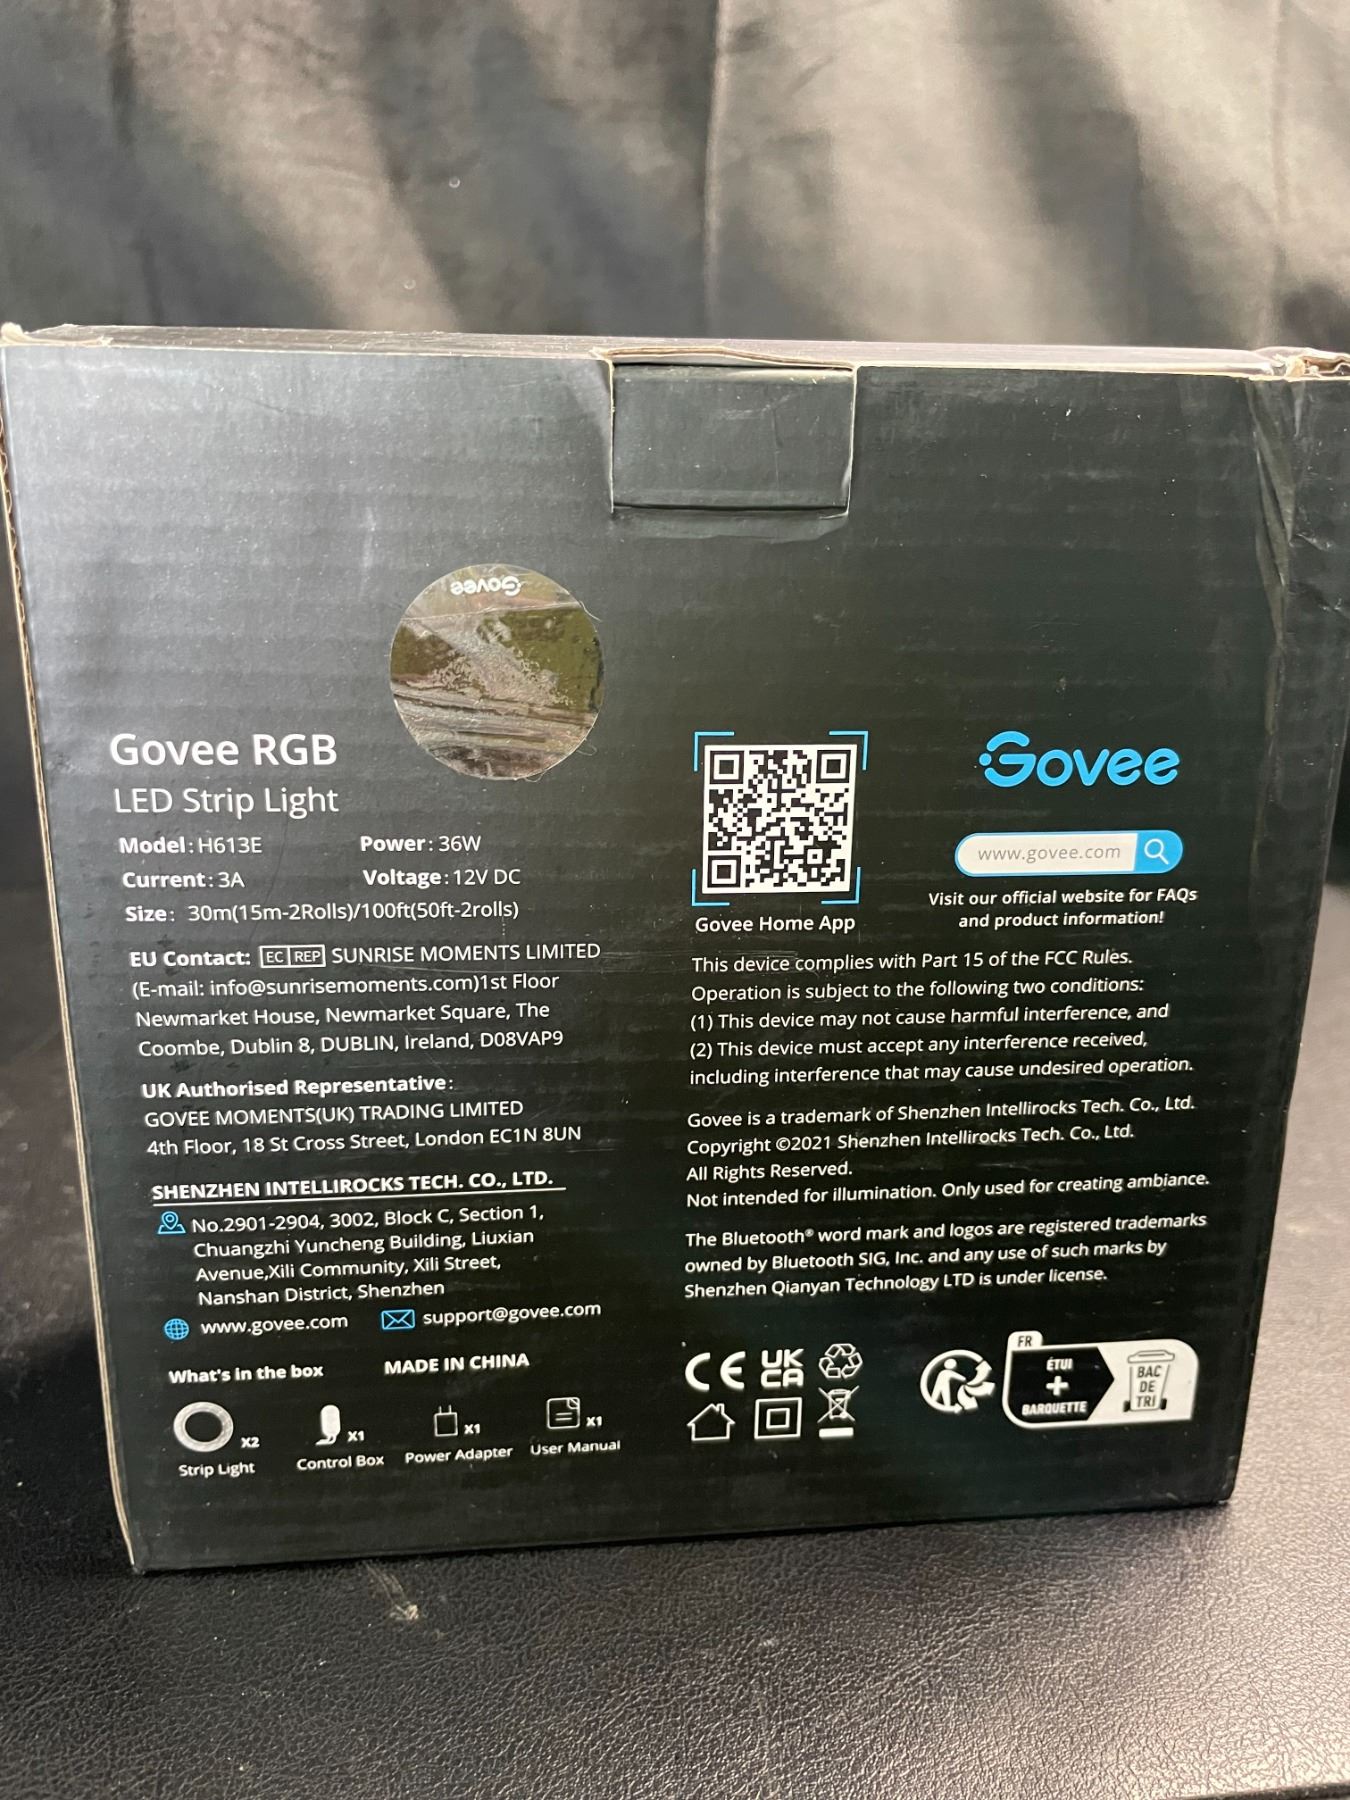 Govee
Govee RGB
LED Strip Light
Model: H613E Power: 36W
Current: 3A Voltage: 12V DC
Size: 30m(15m-2Rolls)/100ft(50ft-2rolls)
EU Contact: EC REP SUNRISE MOMENTS LIMITED
(E-mail: info@sunrisemoments.com)1st Floor
Newmarket House, Newmarket Square, The
Coombe, Dublin 8, DUBLIN, Ireland, D08VAP9
UK Authorised Representative:
GOVEE MOMENTS(UK) TRADING LIMITED
4th Floor, 18 St Cross Street, London EC1N 8UN
SHENZHEN INTELLIROCKS TECH. CO., LTD.
No.2901-2904, 3002, Block C, Section 1,
Chuangzhi Yuncheng Building, Liuxian
Avenue,Xili Community, Xili Street,
Nanshan District, Shenzhen
www.govee.com support@govee.com
What's in the box MADE IN CHINA
X2 X1 X1 X1
Strip Light Control Box Power Adapter User Manual
Govee Home App
Govee
www.govee.com
Visit our official website for FAQs
and product information!
This device complies with Part 15 of the FCC Rules.
Operation is subject to the following two conditions:
(1) This device may not cause harmful interference, and
(2) This device must accept any interference received,
including interference that may cause undesired operation.
Govee is a trademark of Shenzhen Intellirocks Tech. Co., Ltd.
Copyright ©2021 Shenzhen Intellirocks Tech. Co., Ltd.
All Rights Reserved.
Not intended for illumination. Only used for creating ambiance.
The Bluetooth® word mark and logos are registered trademarks
owned by Bluetooth SIG, Inc. and any use of such marks by
Shenzhen Qianyan Technology LTD is under license.
CE UK
CA
FR
ÉTUI
+
BARQUETTE
BAC
DE
TRI